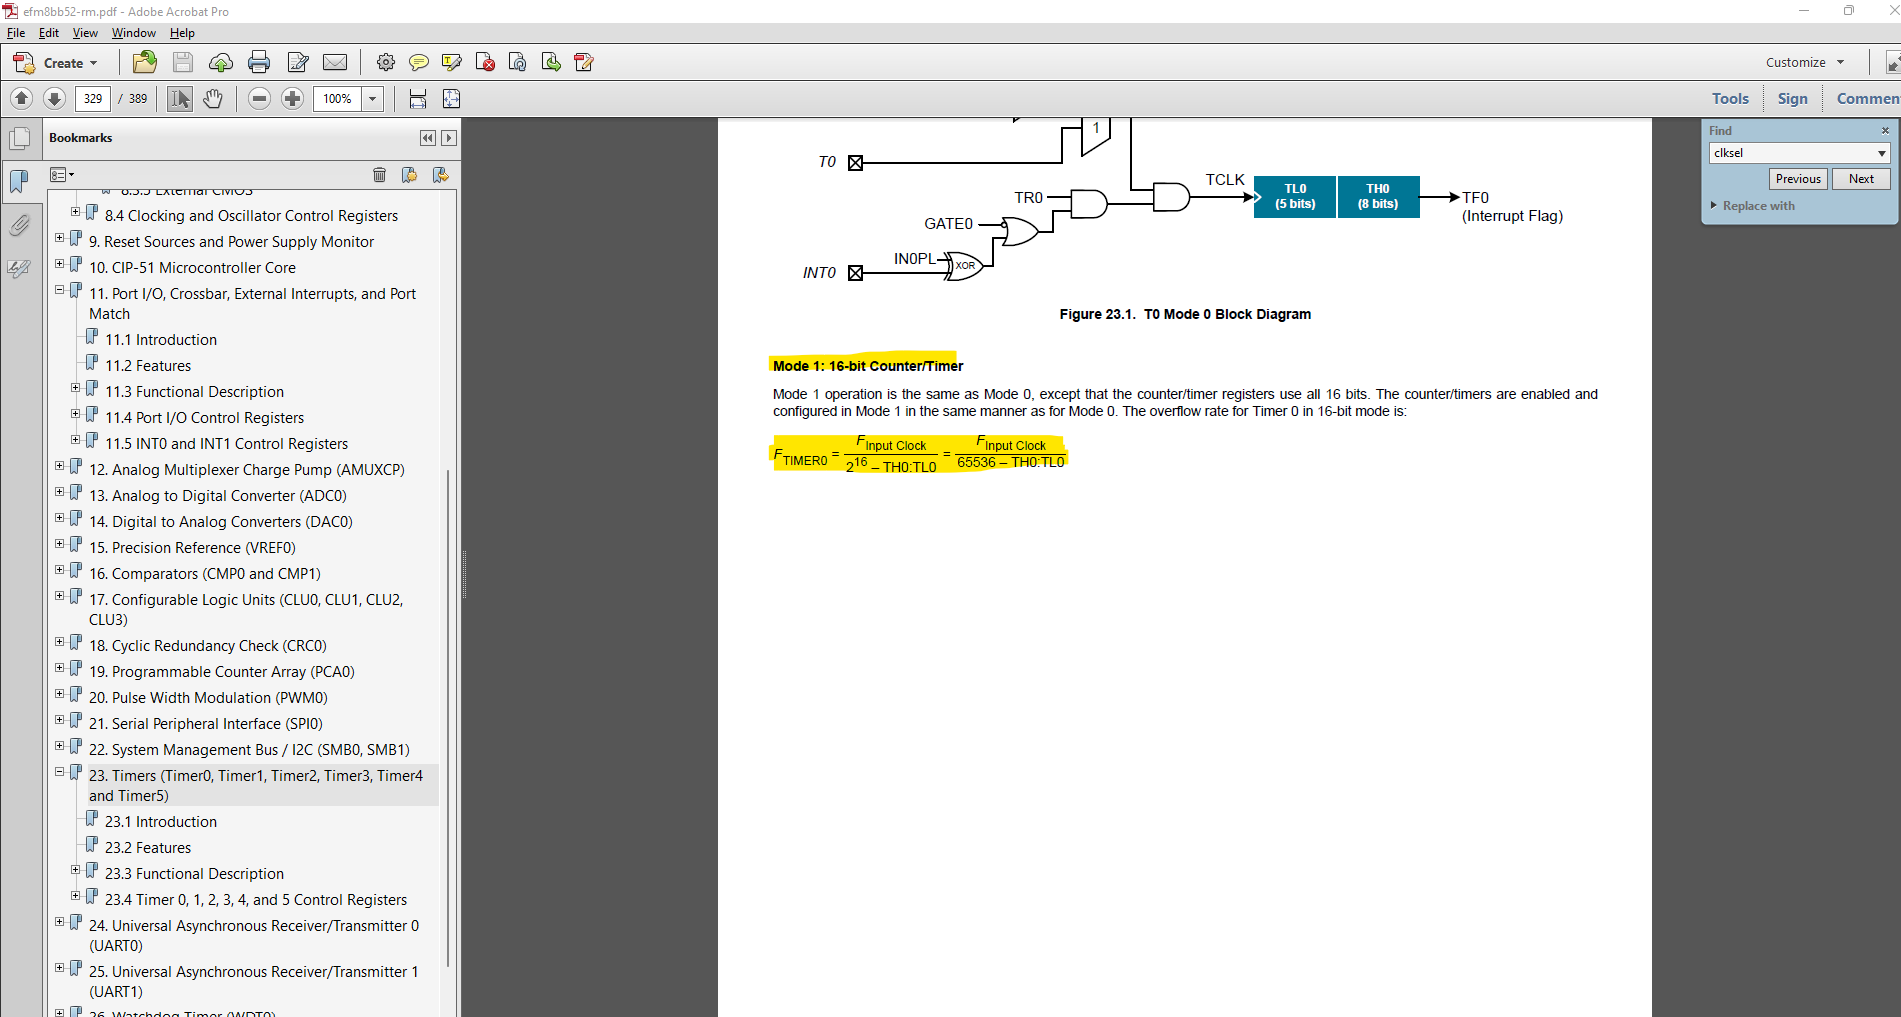 efm8bb52-rm.pdf - Adobe Acrobat Pro
File Edit View Window Help
Create
Customize
329 / 389
100%
Tools Sign Commen
Bookmarks
8.3.5 External CMOS
8.4 Clocking and Oscillator Control Registers
9. Reset Sources and Power Supply Monitor
10. CIP-51 Microcontroller Core
11. Port I/O, Crossbar, External Interrupts, and Port
Match
11.1 Introduction
11.2 Features
11.3 Functional Description
11.4 Port I/O Control Registers
11.5 INT0 and INT1 Control Registers
12. Analog Multiplexer Charge Pump (AMUXCP)
13. Analog to Digital Converter (ADC0)
14. Digital to Analog Converters (DAC0)
15. Precision Reference (VREF0)
16. Comparators (CMP0 and CMP1)
17. Configurable Logic Units (CLU0, CLU1, CLU2,
CLU3)
18. Cyclic Redundancy Check (CRC0)
19. Programmable Counter Array (PCA0)
20. Pulse Width Modulation (PWM0)
21. Serial Peripheral Interface (SPI0)
22. System Management Bus / I2C (SMB0, SMB1)
23. Timers (Timer0, Timer1, Timer2, Timer3, Timer4
and Timer5)
23.1 Introduction
23.2 Features
23.3 Functional Description
23.4 Timer 0, 1, 2, 3, 4, and 5 Control Registers
24. Universal Asynchronous Receiver/Transmitter 0
(UART0)
25. Universal Asynchronous Receiver/Transmitter 1
(UART1)
26. Watchdog Timer (WDT0)
1
T0
TCLK
TL0
(5 bits)
TH0
(8 bits)
TF0
(Interrupt Flag)
TR0
GATE0
IN0PL
XOR
INT0
Figure 23.1. T0 Mode 0 Block Diagram
Mode 1: 16-bit Counter/Timer
Mode 1 operation is the same as Mode 0, except that the counter/timer registers use all 16 bits. The counter/timers are enabled and
configured in Mode 1 in the same manner as for Mode 0. The overflow rate for Timer 0 in 16-bit mode is:
F TIMER0 = F Input Clock / 2^16 – TH0:TL0 = F Input Clock / 65536 – TH0:TL0
Find
clksel
Previous Next
Replace with